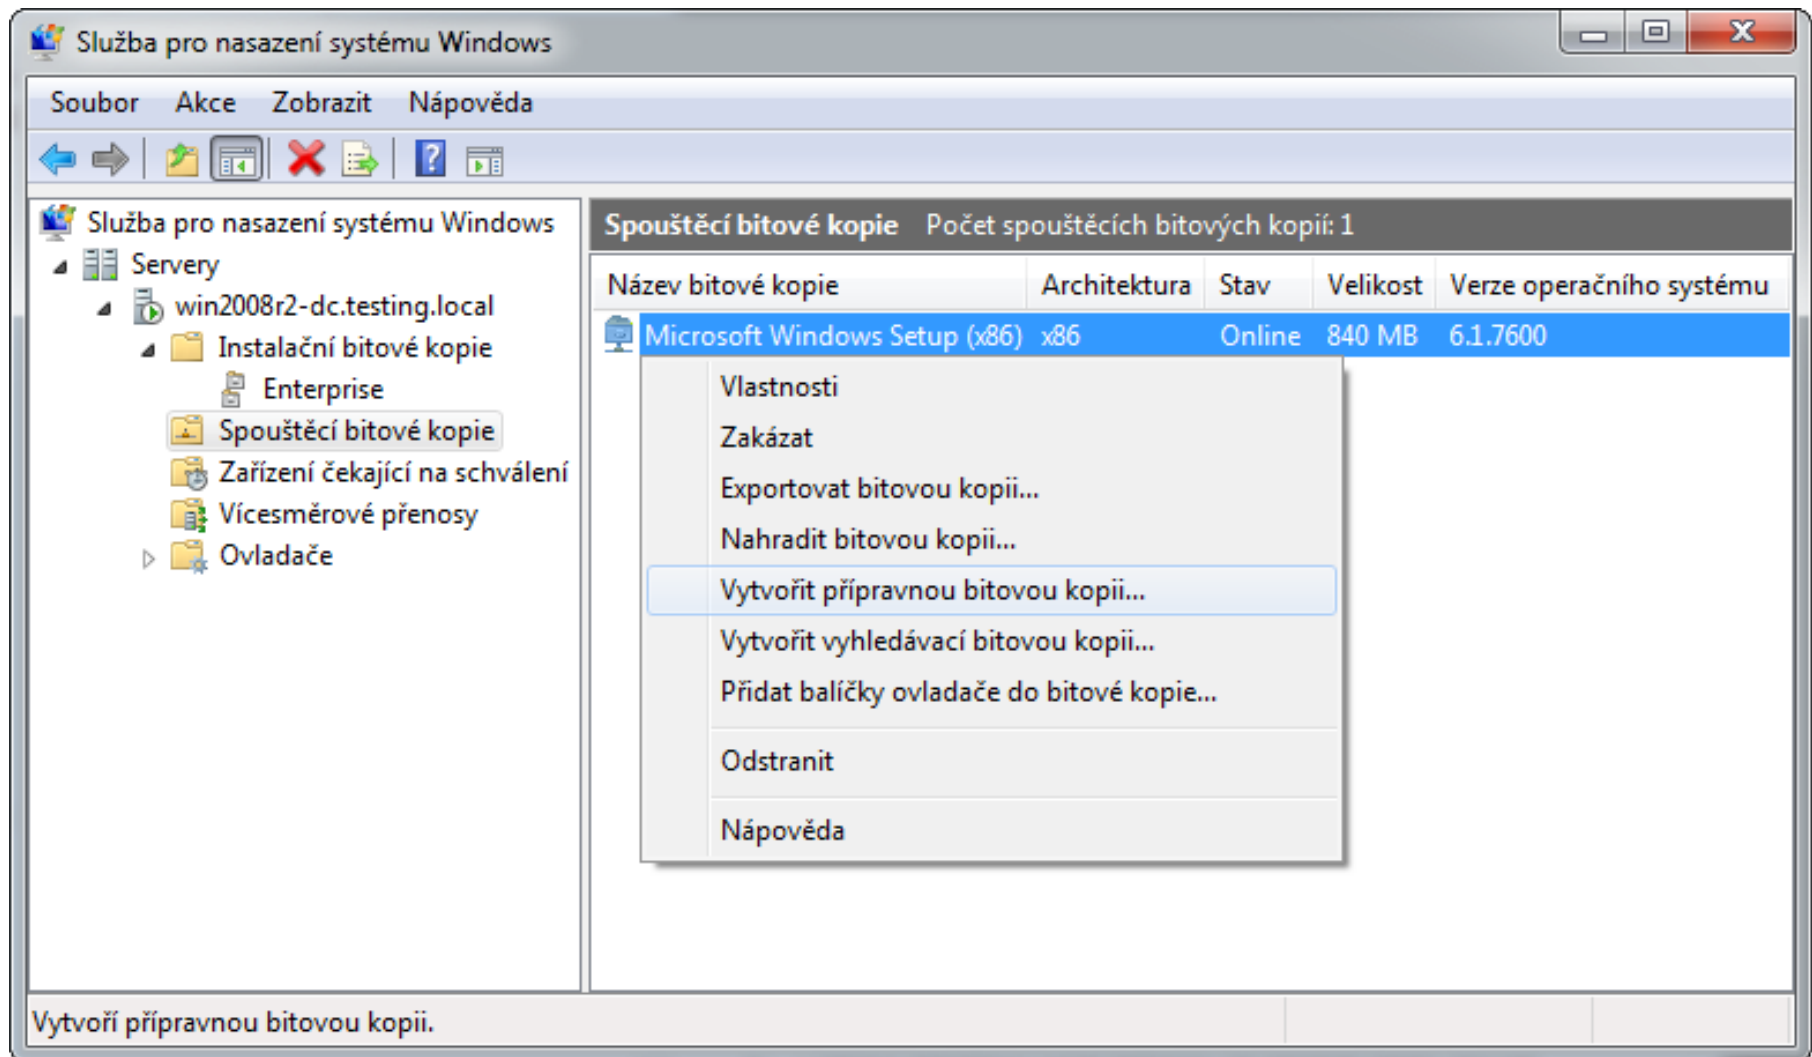 Služba pro nasazení systému Windows
Soubor Akce Zobrazit Nápověda
Služba pro nasazení systému Windows
Servery
win2008r2-dc.testing.local
Instalační bitové kopie
Enterprise
Spouštěcí bitové kopie
Zařízení čekající na schválení
Vícesměrové přenosy
Ovladače
Spouštěcí bitové kopie Počet spouštěcích bitových kopií: 1
Název bitové kopie Architektura Stav Velikost Verze operačního systému
Microsoft Windows Setup (x86) x86 Online 840 MB 6.1.7600
Vlastnosti
Zakázat
Exportovat bitovou kopii...
Nahradit bitovou kopii...
Vytvořit přípravnou bitovou kopii...
Vytvořit vyhledávací bitovou kopii...
Přidat balíčky ovladače do bitové kopie...
Odstranit
Nápověda
Vytvoří přípravnou bitovou kopii.